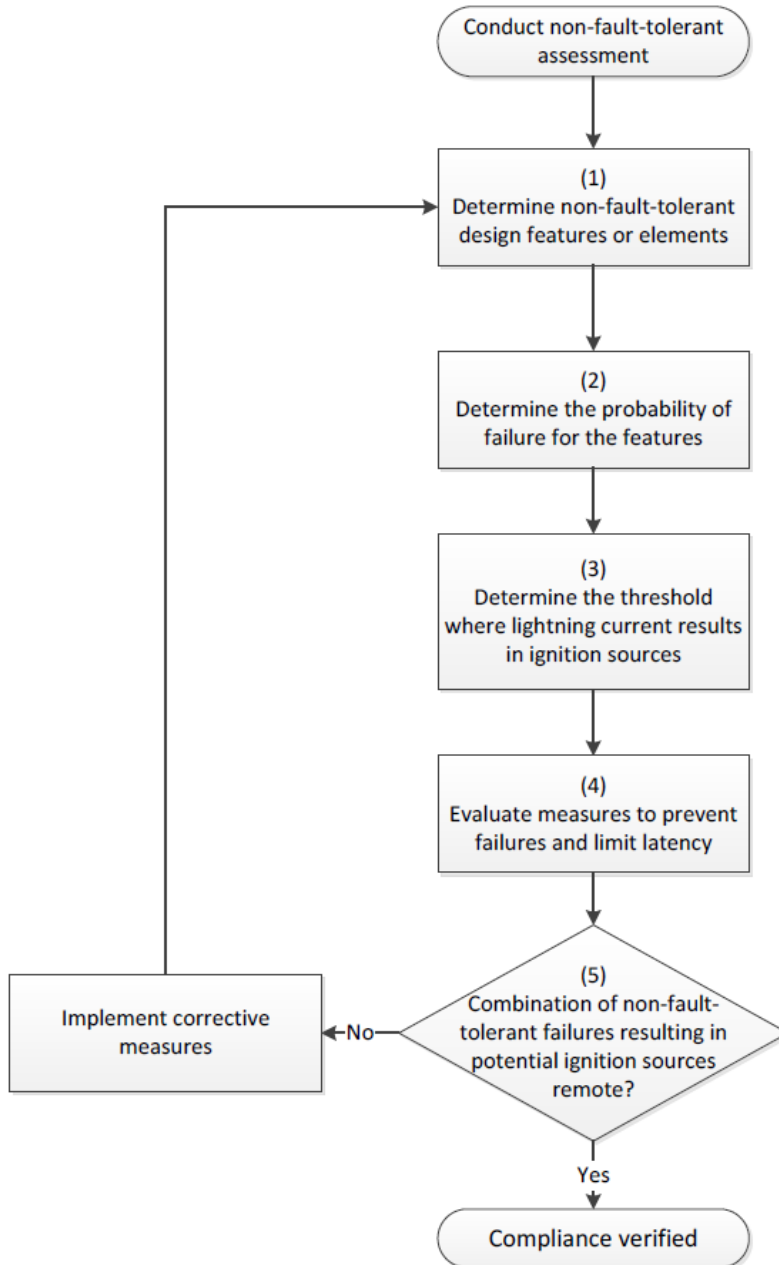 Conduct non-fault-tolerant
assessment
(1)
Determine non-fault-tolerant
design features or elements
(2)
Determine the probability of
failure for the features
(3)
Determine the threshold
where lightning current results
in ignition sources
(4)
Evaluate measures to prevent
failures and limit latency
(5)
Combination of non-fault-
tolerant failures resulting in
potential ignition sources
remote?
No
Implement corrective
measures
Yes
Compliance verified